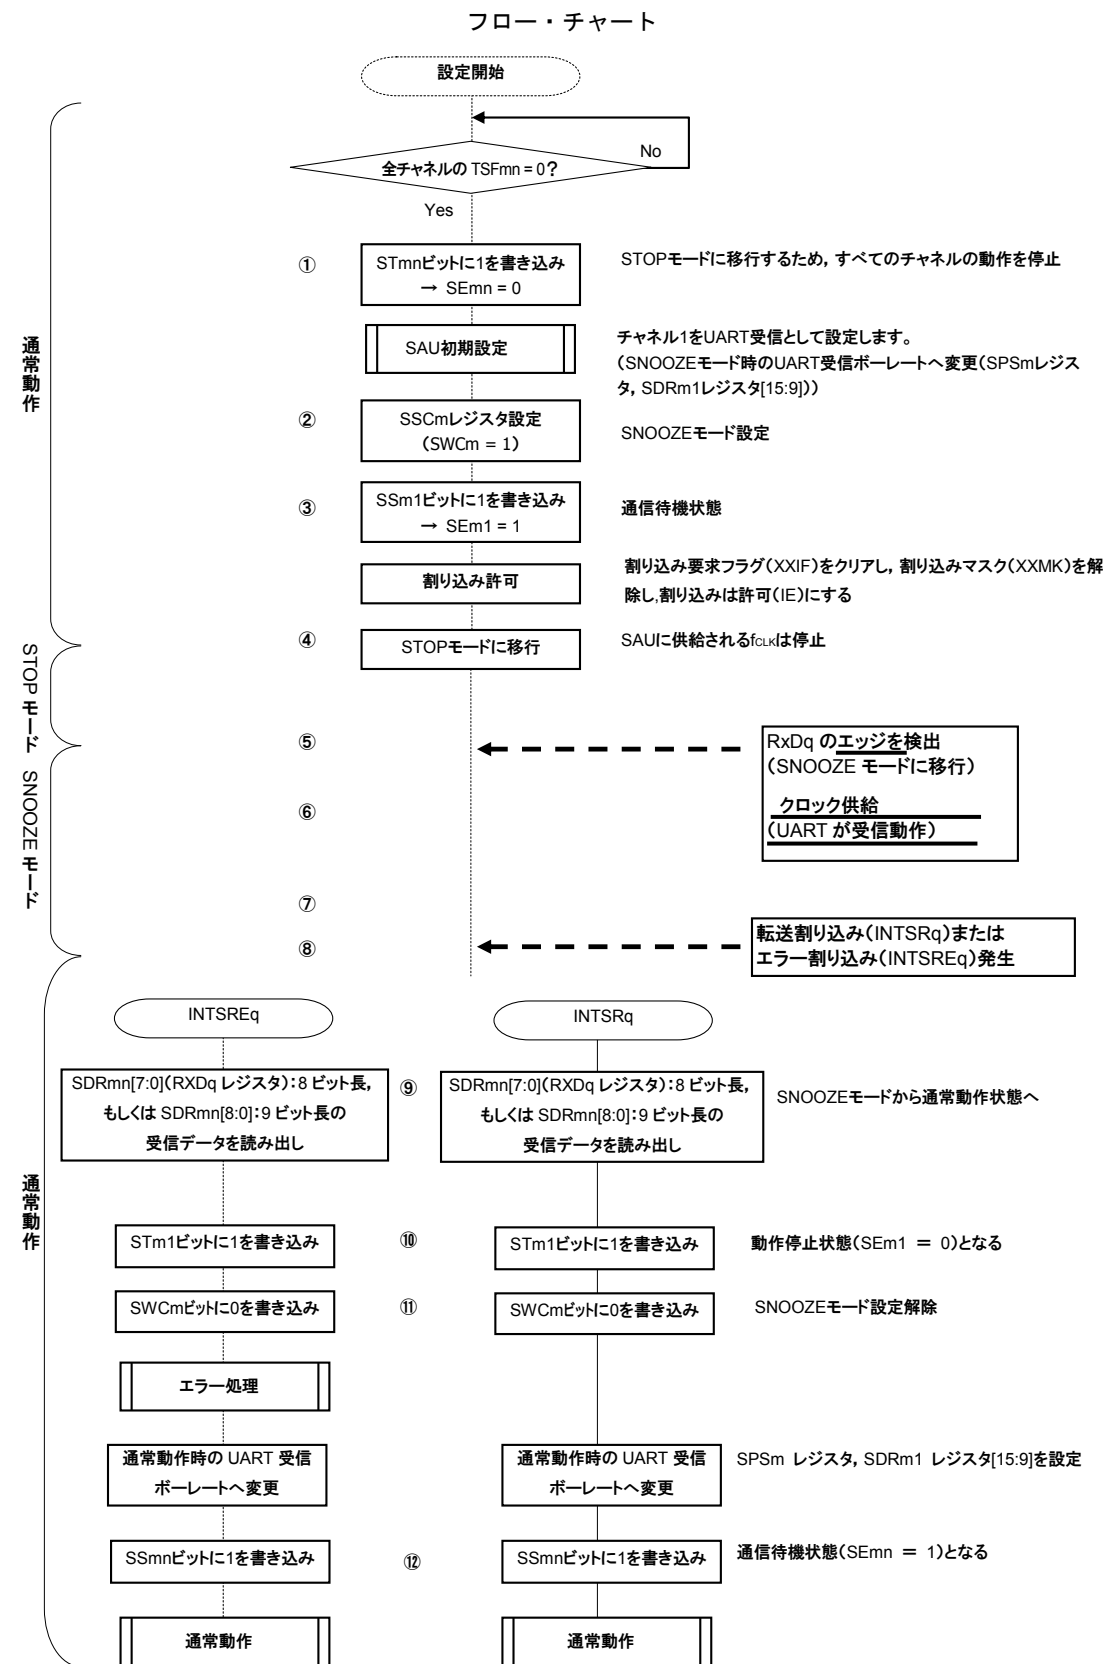 フロー・チャート
設定開始
No
全チャネルの TSFmn = 0?
Yes
①
STmnビットに1を書き込み
→ SEmn = 0
STOPモードに移行するため, すべてのチャネルの動作を停止
SAU初期設定
チャネル1をUART受信として設定します。
(SNOOZEモード時のUART受信ボーレートへ変更(SPSmレジス
タ, SDRm1レジスタ[15:9]))
通常動作
②
SSCmレジスタ設定
(SWCm = 1)
SNOOZEモード設定
③
SSm1ビットに1を書き込み
→ SEm1 = 1
通信待機状態
割り込み許可
割り込み要求フラグ(XXIF)をクリアし, 割り込みマスク(XXMK)を解
除し,割り込みは許可(IE)にする
④
STOPモードに移行
SAUに供給されるfCLKは停止
STOP モード
⑤
RxDq のエッジを検出
(SNOOZE モードに移行)
クロック供給
(UART が受信動作)
SNOOZE モード
⑥
⑦
⑧
転送割り込み(INTSRq)または
エラー割り込み(INTSREq)発生
INTSREq
INTSRq
SDRmn[7:0](RXDq レジスタ):8 ビット長,
もしくは SDRmn[8:0]:9 ビット長の
受信データを読み出し
⑨
SDRmn[7:0](RXDq レジスタ):8 ビット長,
もしくは SDRmn[8:0]:9 ビット長の
受信データを読み出し
SNOOZEモードから通常動作状態へ
通常動作
STm1ビットに1を書き込み
⑩
STm1ビットに1を書き込み
動作停止状態(SEm1 = 0)となる
SWCmビットに0を書き込み
⑪
SWCmビットに0を書き込み
SNOOZEモード設定解除
エラー処理
通常動作時の UART 受信
ボーレートへ変更
通常動作時の UART 受信
ボーレートへ変更
SPSm レジスタ, SDRm1 レジスタ[15:9]を設定
SSmnビットに1を書き込み
⑫
SSmnビットに1を書き込み
通信待機状態(SEmn = 1)となる
通常動作
通常動作